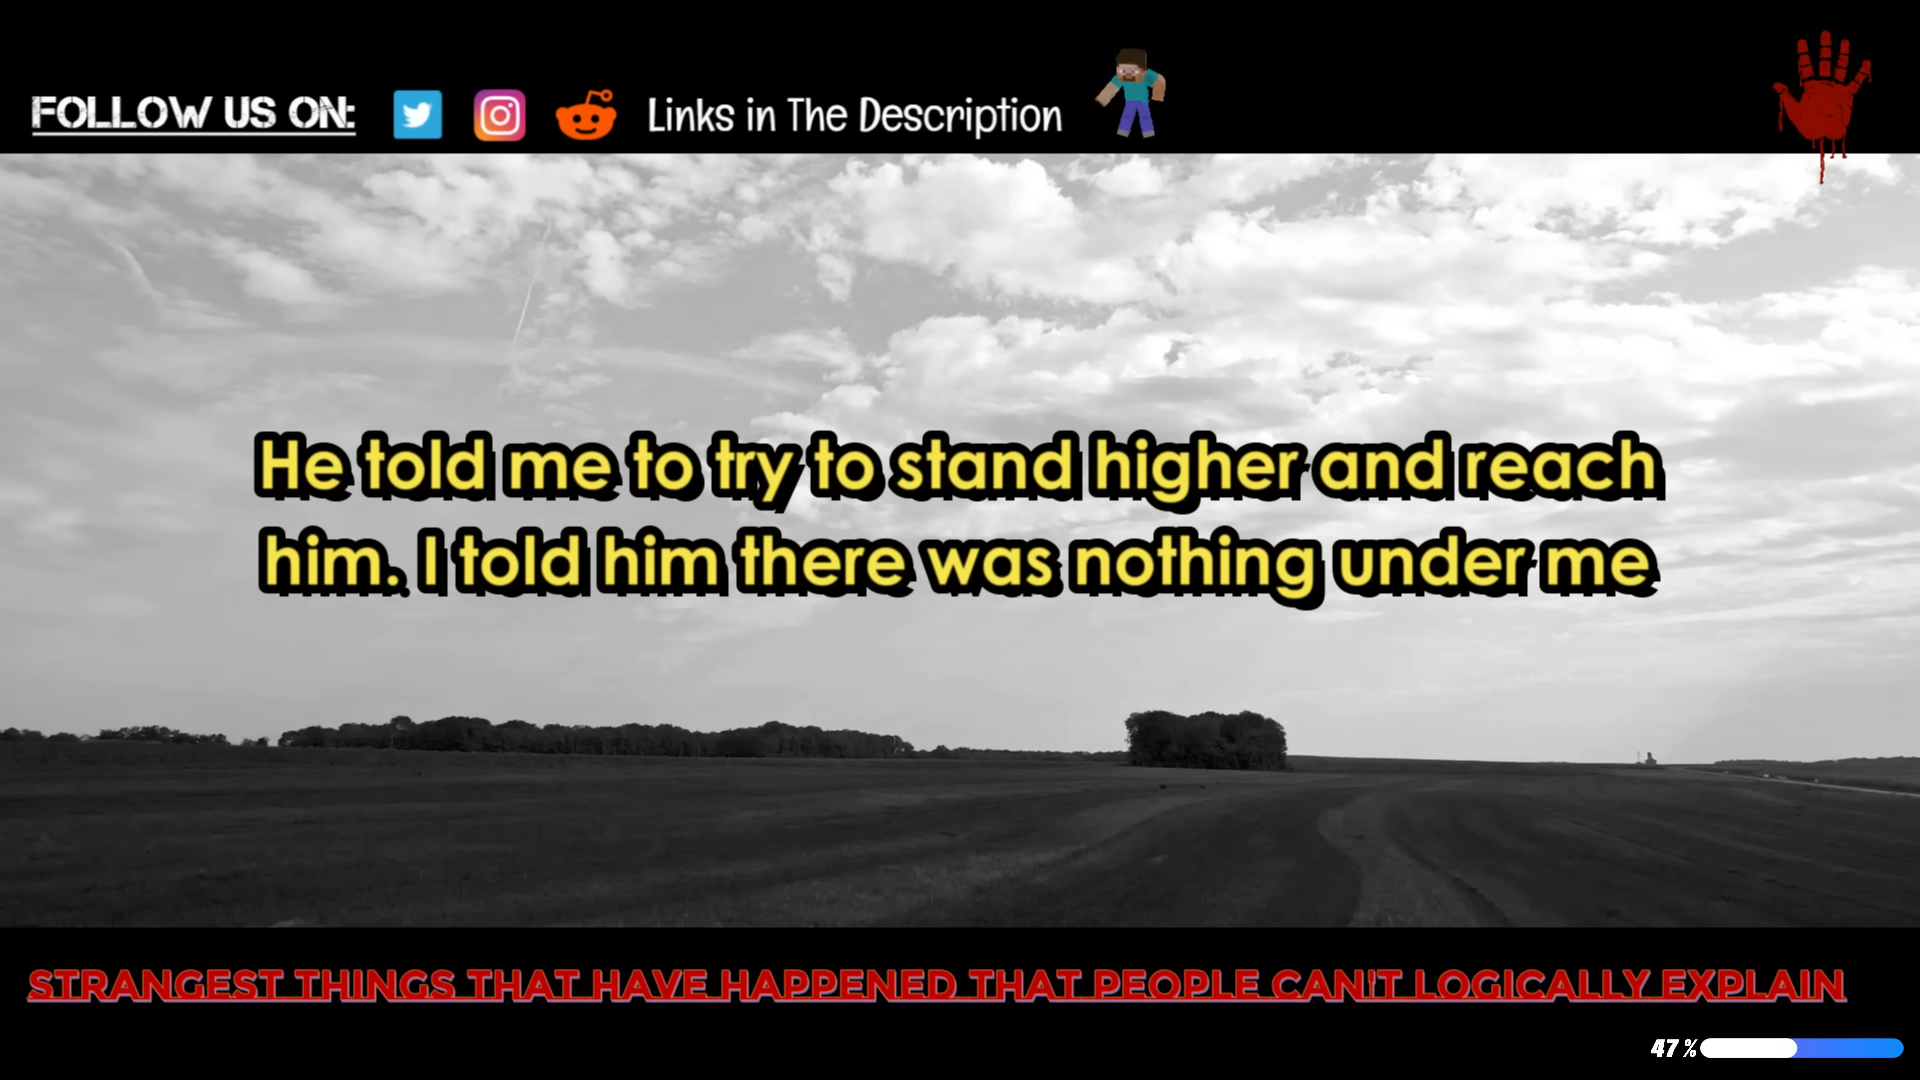 FOLLOW US ON:
Links in The Description
He told me to try to stand higher and reach
him. I told him there was nothing under me
STRANGEST THINGS THAT HAVE HAPPENED THAT PEOPLE CAN'T LOGICALLY EXPLAIN
47 %